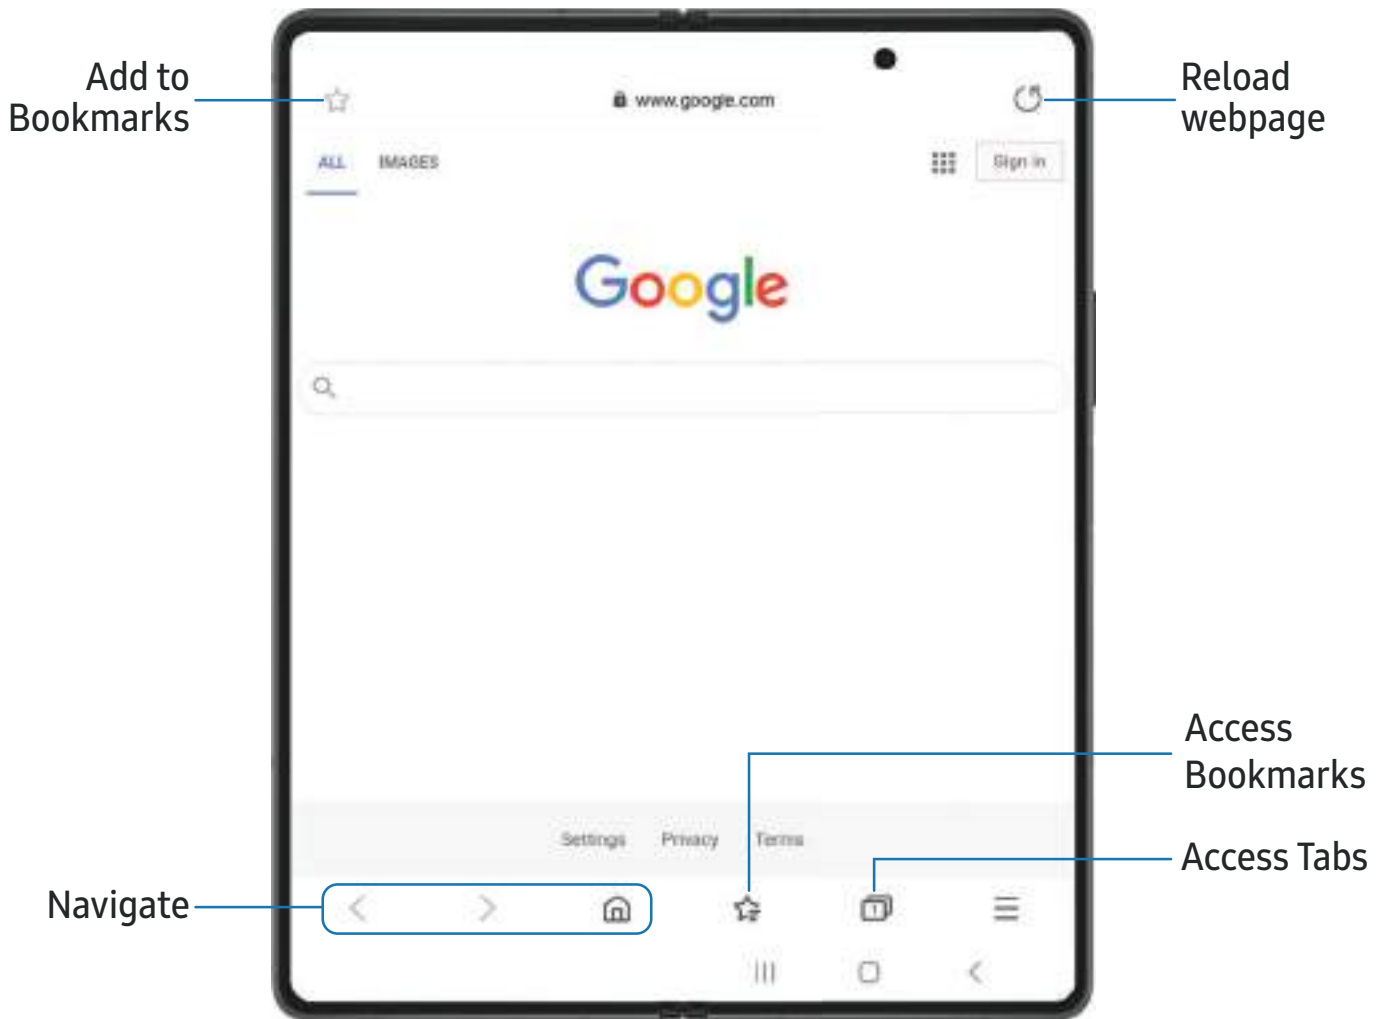 Add to
Bookmarks
www.google.com
Reload
webpage
ALL IMAGES
Sign in
Google
Access
Bookmarks
Settings Privacy Terms
Access Tabs
Navigate
1